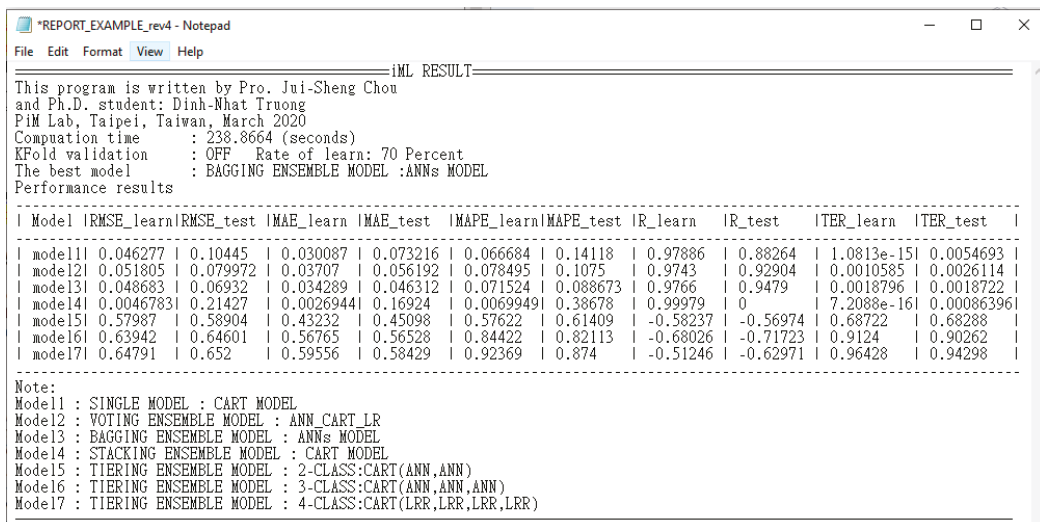 *REPORT_EXAMPLE_rev4 - Notepad
File Edit Format View Help
iML RESULT
This program is written by Pro. Jui-Sheng Chou
and Ph.D. student: Dinh-Nhat Truong
PiM Lab, Taipei, Taiwan, March 2020
Compuation time : 238.8664 (seconds)
KFold validation : OFF Rate of learn: 70 Percent
The best model : BAGGING ENSEMBLE MODEL :ANNs MODEL
Performance results
| Model |RMSE_learn|RMSE_test |MAE_learn |MAE_test |MAPE_learn|MAPE_test |R_learn |R_test |TER_learn |TER_test |
| model1| 0.046277 | 0.10445 | 0.030087 | 0.073216 | 0.066684 | 0.14118 | 0.97886 | 0.88264 | 1.0813e-15| 0.0054693 |
| model2| 0.051805 | 0.079972 | 0.03707 | 0.056192 | 0.078495 | 0.1075 | 0.9743 | 0.92904 | 0.0010585 | 0.0026114 |
| model3| 0.048683 | 0.06932 | 0.034289 | 0.046312 | 0.071524 | 0.088673 | 0.9766 | 0.9479 | 0.0018796 | 0.0018722 |
| model4| 0.0046783| 0.21427 | 0.0026944| 0.16924 | 0.0069949| 0.38678 | 0.99979 | 0 | 7.2088e-16| 0.00086396|
| model5| 0.57987 | 0.58904 | 0.43232 | 0.45098 | 0.57622 | 0.61409 | -0.58237 | -0.56974 | 0.68722 | 0.68288 |
| model6| 0.63942 | 0.64601 | 0.56765 | 0.56528 | 0.84422 | 0.82113 | -0.68026 | -0.71723 | 0.9124 | 0.90262 |
| model7| 0.64791 | 0.652 | 0.59556 | 0.58429 | 0.92369 | 0.874 | -0.51246 | -0.62971 | 0.96428 | 0.94298 |
Note:
Model1 : SINGLE MODEL : CART MODEL
Model2 : VOTING ENSEMBLE MODEL : ANN_CART_LR
Model3 : BAGGING ENSEMBLE MODEL : ANNs MODEL
Model4 : STACKING ENSEMBLE MODEL : CART MODEL
Model5 : TIERING ENSEMBLE MODEL : 2-CLASS:CART(ANN,ANN)
Model6 : TIERING ENSEMBLE MODEL : 3-CLASS:CART(ANN,ANN,ANN)
Model7 : TIERING ENSEMBLE MODEL : 4-CLASS:CART(LRR,LRR,LRR,LRR)